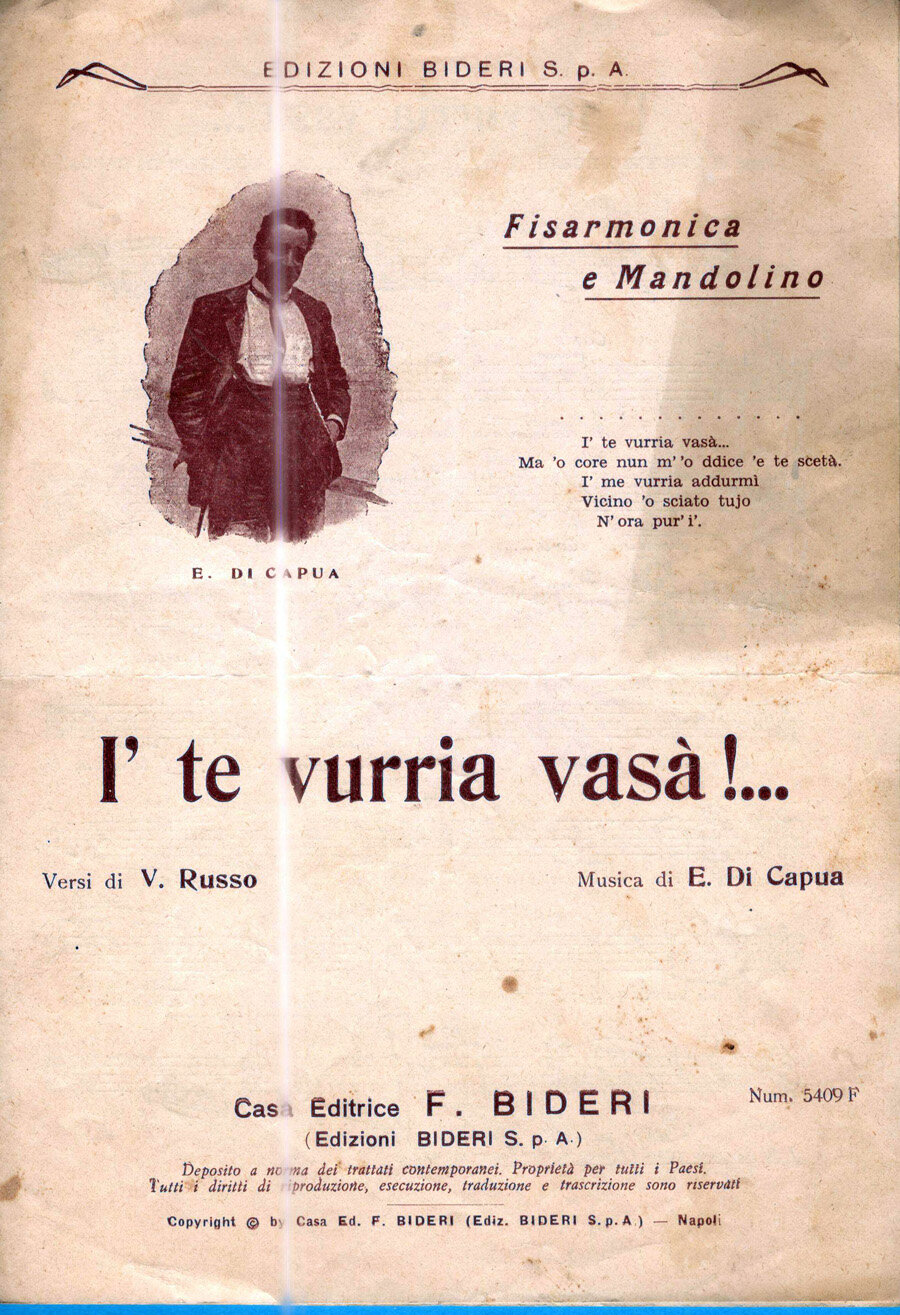 EDIZIONI BIDERI S. p. A.
Fisarmonica
e Mandolino
. . . . . . . . . . . . .
I' te vurria vasà...
Ma 'o core nun m' 'o ddice 'e te scetà.
I' me vurria addurmì
Vicino 'o sciato tujo
N' ora pur' i'.
E. DI CAPUA
I' te vurria vasà!...
Versi di V. Russo
Musica di E. Di Capua
Casa Editrice F. BIDERI
Num. 5409 F
(Edizioni BIDERI S. p. A.)
Deposito a norma dei trattati contemporanei. Proprietà per tutti i Paesi.
Tutti i diritti di riproduzione, esecuzione, traduzione e trascrizione sono riservati
Copyright © by Casa Ed. F. BIDERI (Ediz. BIDERI S. p. A.) — Napoli